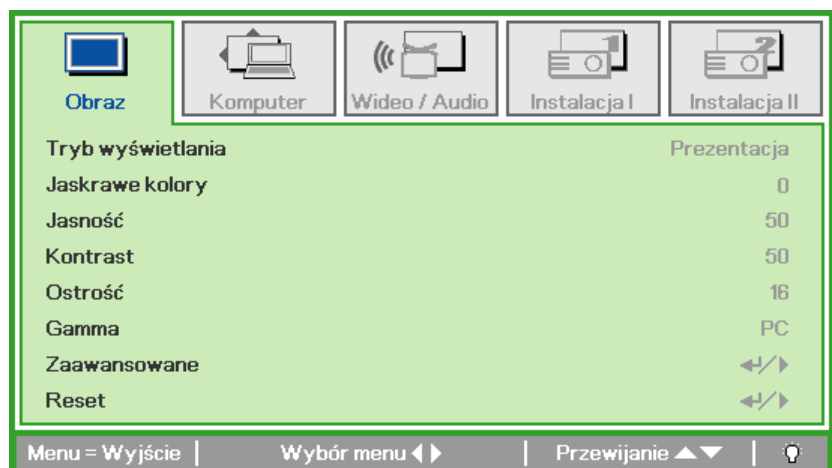 Obraz Komputer Wideo / Audio Instalacja I Instalacja II
Tryb wyświetlania Prezentacja
Jaskrawe kolory 0
Jasność 50
Kontrast 50
Ostrość 16
Gamma PC
Zaawansowane
Reset
Menu = Wyjście | Wybór menu | Przewijanie |